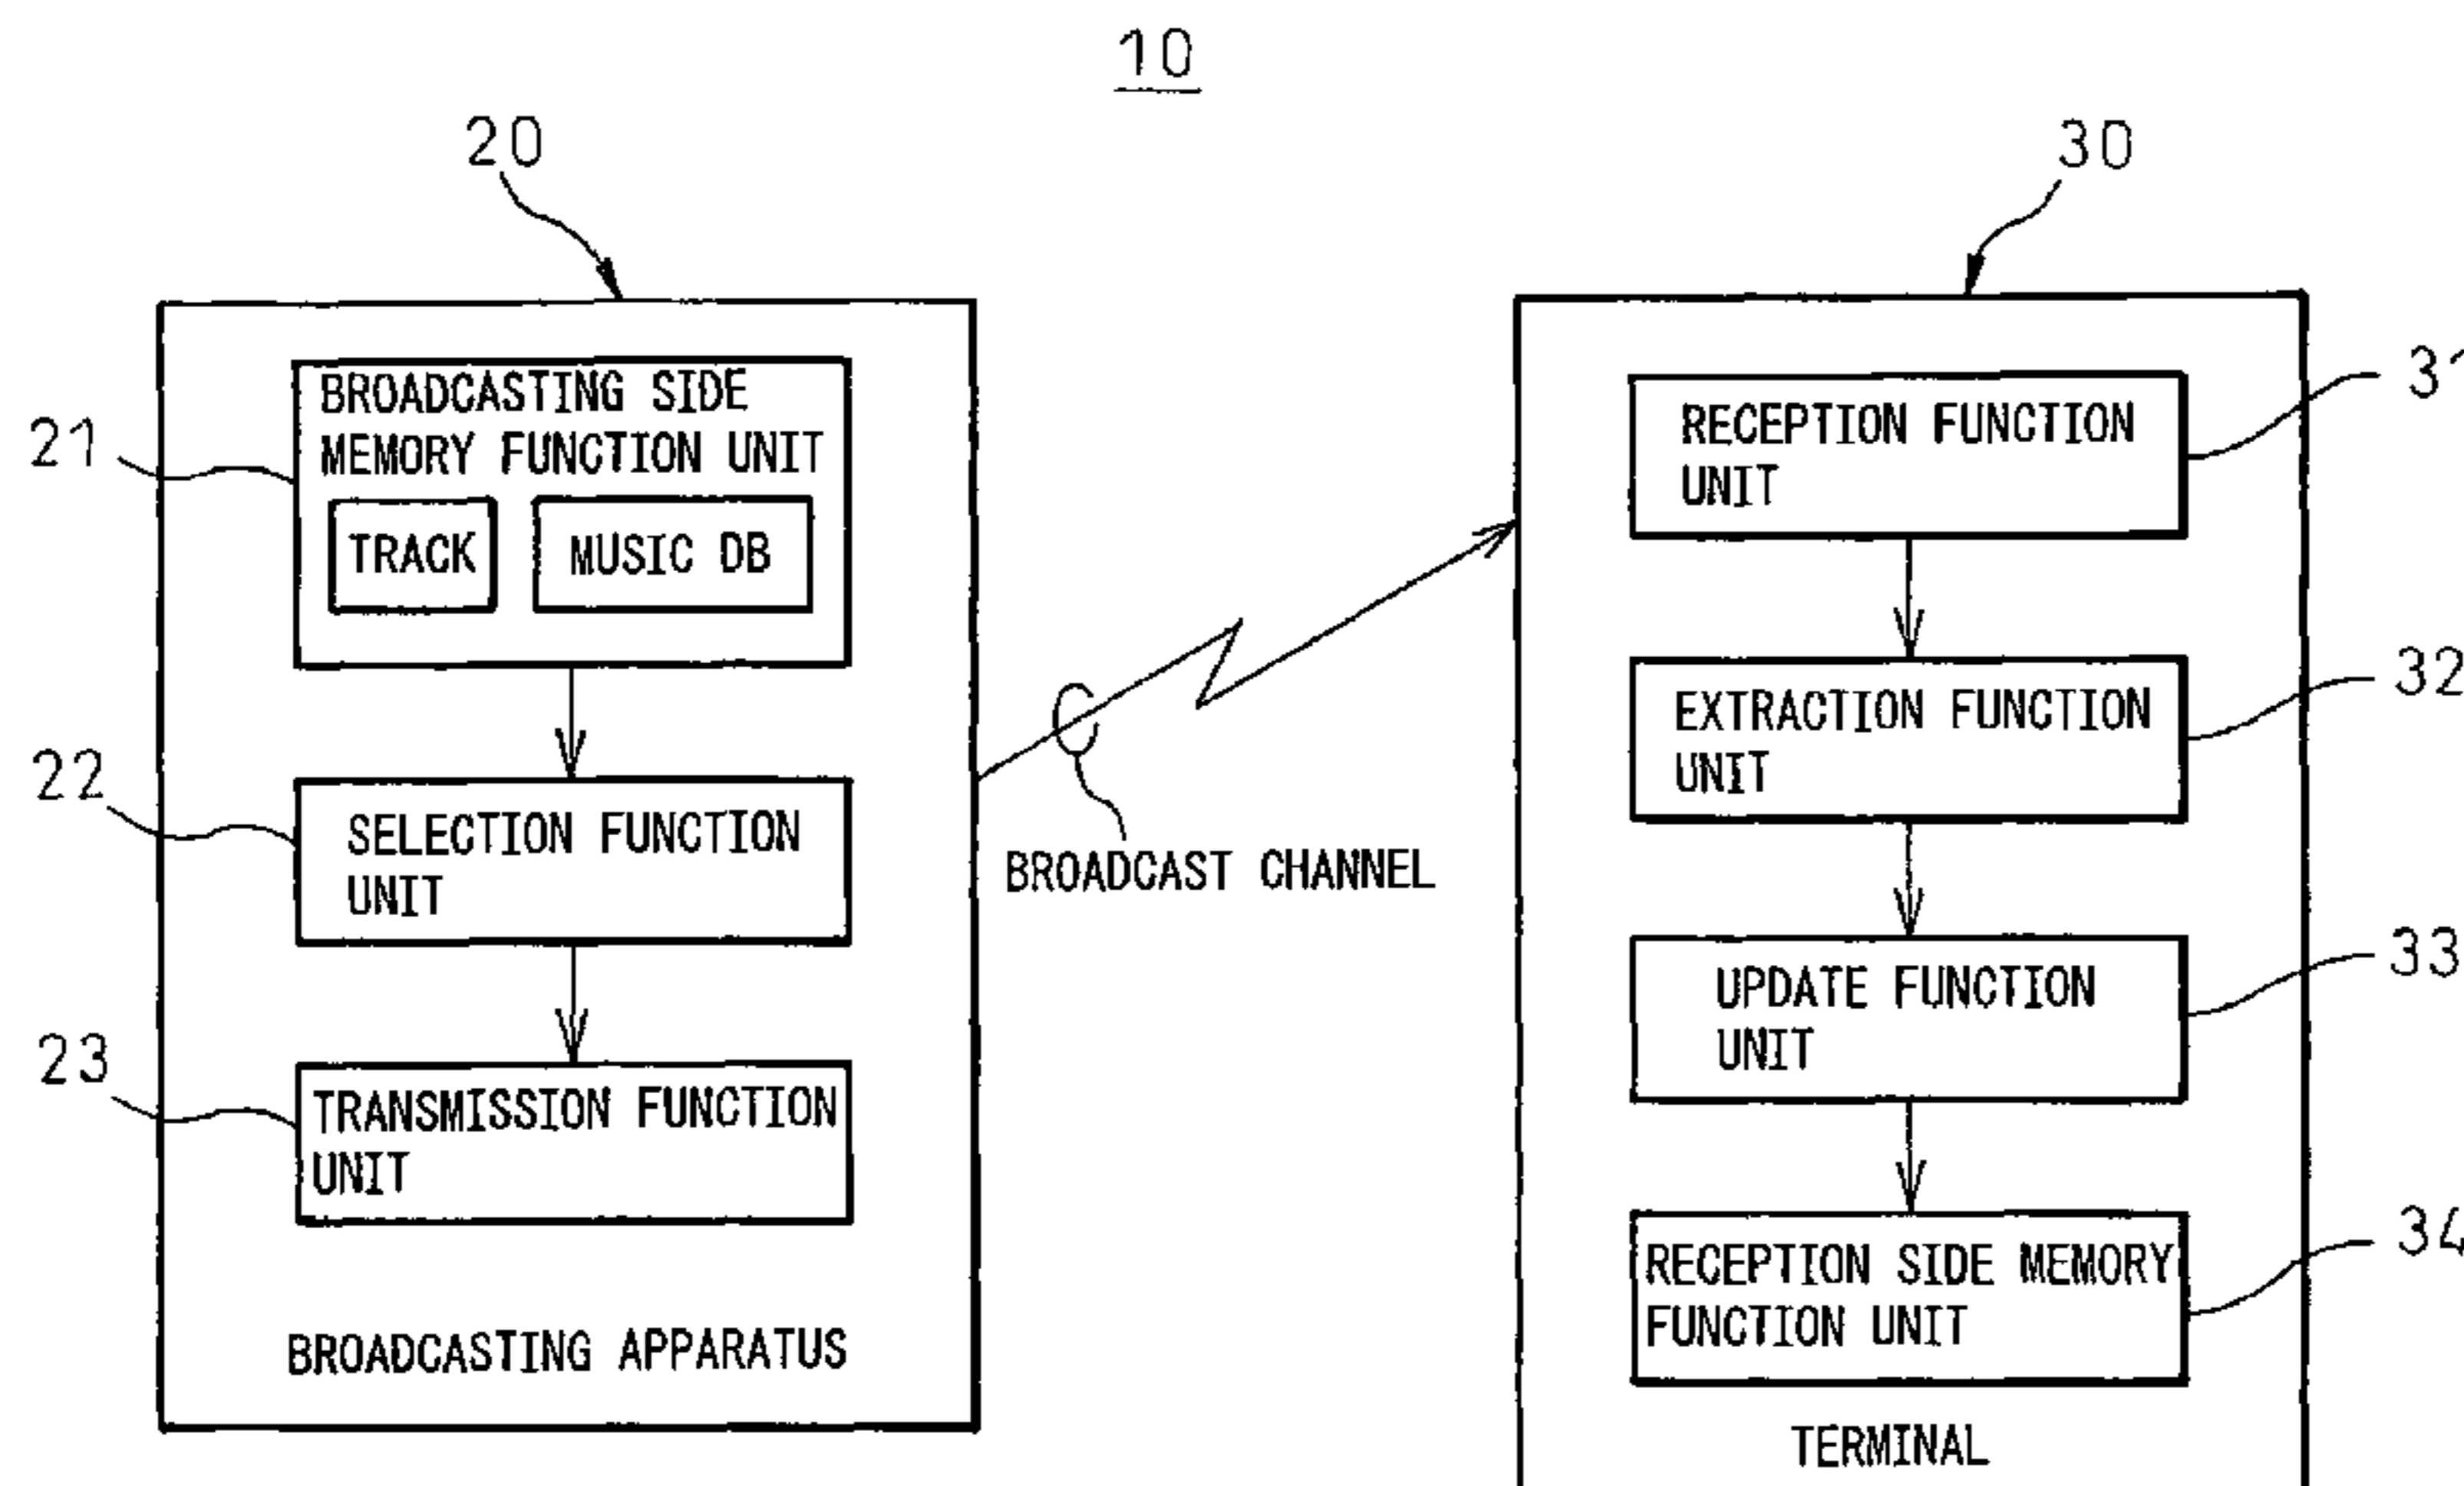 10
20
30
BROADCASTING SIDE
MEMORY FUNCTION UNIT
21
TRACK
MUSIC DB
22
SELECTION FUNCTION
UNIT
23
TRANSMISSION FUNCTION
UNIT
BROADCASTING APPARATUS
BROADCAST CHANNEL
RECEPTION FUNCTION
UNIT
31
EXTRACTION FUNCTION
UNIT
32
UPDATE FUNCTION
UNIT
33
RECEPTION SIDE MEMORY
FUNCTION UNIT
34
TERMINAL